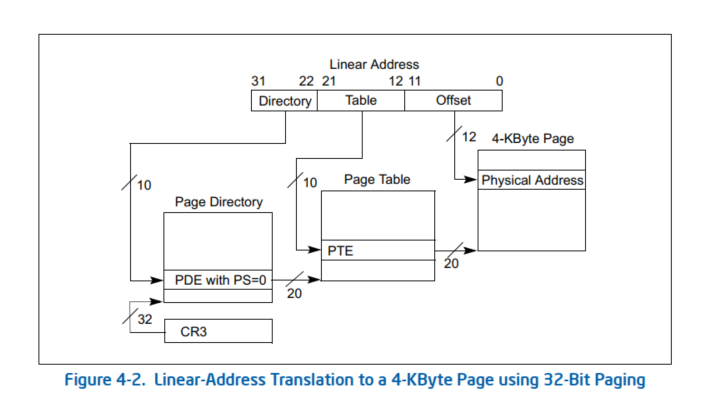 Linear Address
31 22 21 12 11 0
Directory Table Offset
12 4-KByte Page
10 10 Page Table Physical Address
Page Directory
PTE
20
PDE with PS=0
20
32
CR3
Figure 4-2. Linear-Address Translation to a 4-KByte Page using 32-Bit Paging